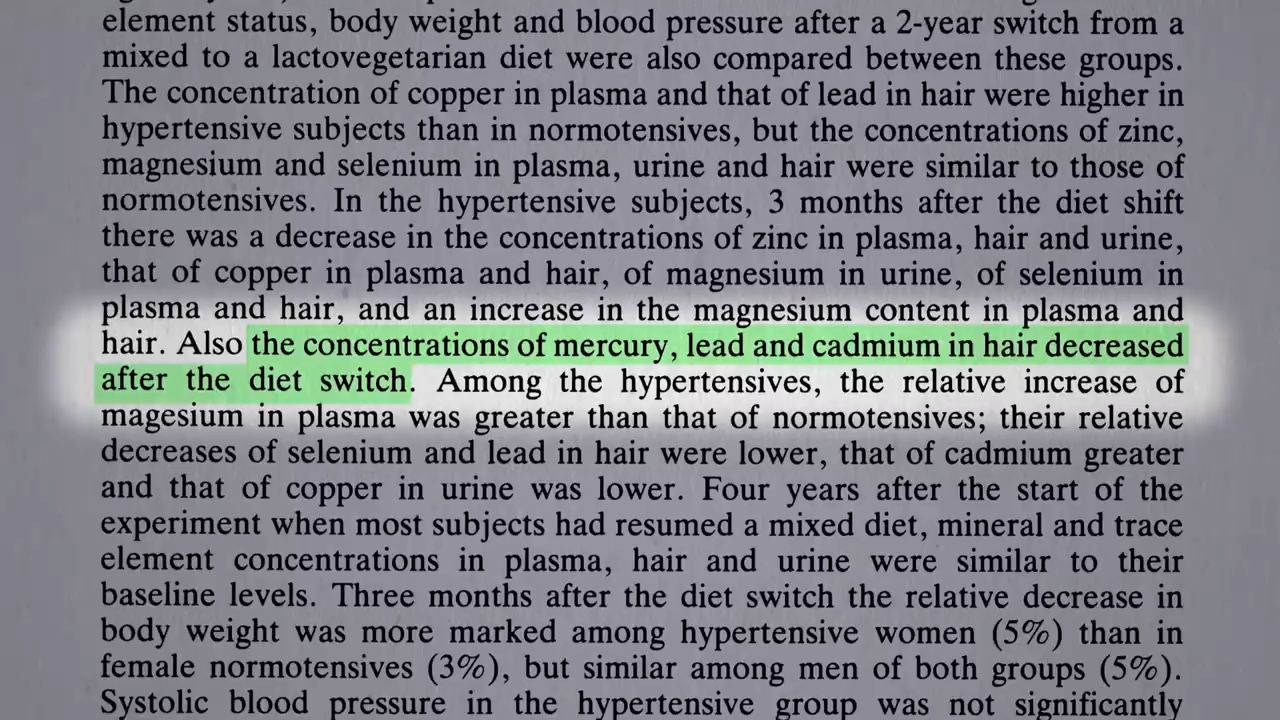 element status, body weight and blood pressure after a 2-year switch from a
mixed to a lactovegetarian diet were also compared between these groups.
The concentration of copper in plasma and that of lead in hair were higher in
hypertensive subjects than in normotensives, but the concentrations of zinc,
magnesium and selenium in plasma, urine and hair were similar to those of
normotensives. In the hypertensive subjects, 3 months after the diet shift
there was a decrease in the concentrations of zinc in plasma, hair and urine,
that of copper in plasma and hair, of magnesium in urine, of selenium in
plasma and hair, and an increase in the magnesium content in plasma and
hair. Also the concentrations of mercury, lead and cadmium in hair decreased
after the diet switch. Among the hypertensives, the relative increase of
magesium in plasma was greater than that of normotensives; their relative
decreases of selenium and lead in hair were lower, that of cadmium greater
and that of copper in urine was lower. Four years after the start of the
experiment when most subjects had resumed a mixed diet, mineral and trace
element concentrations in plasma, hair and urine were similar to their
baseline levels. Three months after the diet switch the relative decrease in
body weight was more marked among hypertensive women (5%) than in
female normotensives (3%), but similar among men of both groups (5%).
Systolic blood pressure in the hypertensive group was not significantly